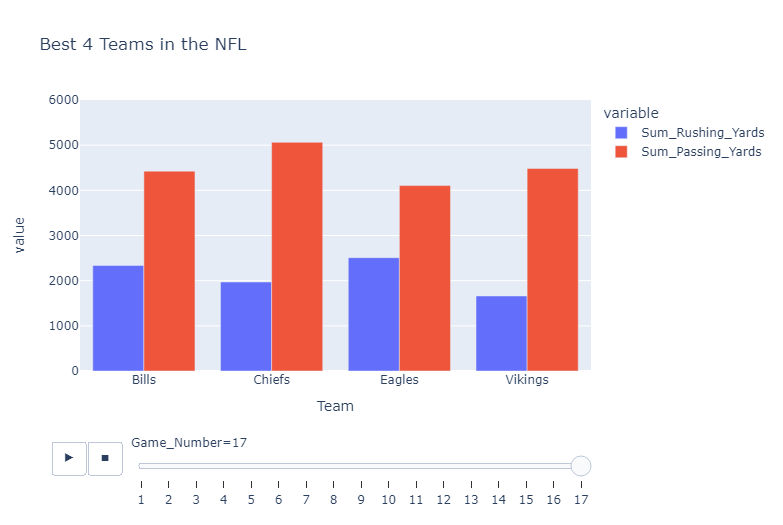 Best 4 Teams in the NFL
variable
Sum_Rushing_Yards
Sum_Passing_Yards
value
6000
5000
4000
3000
2000
1000
0
Bills Chiefs Eagles Vikings
Team
Game_Number=17
1 2 3 4 5 6 7 8 9 10 11 12 13 14 15 16 17